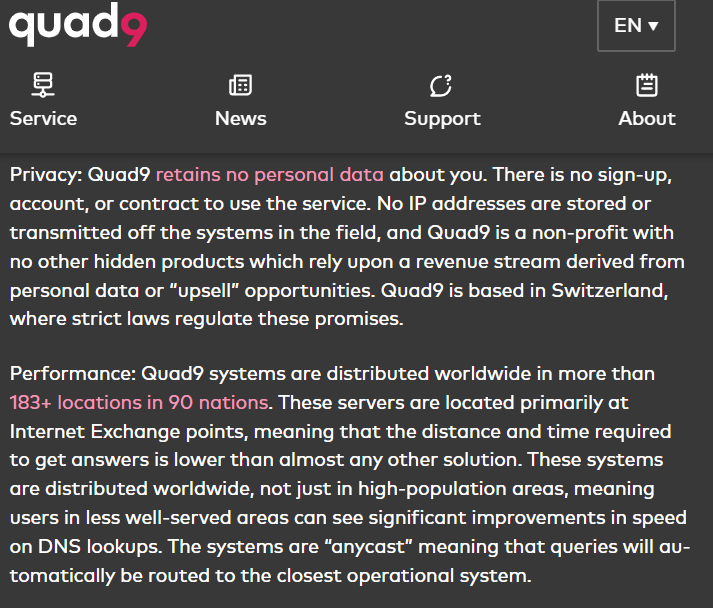 quad9
EN ▼
Service News Support About
Privacy: Quad9 retains no personal data about you. There is no sign-up,
account, or contract to use the service. No IP addresses are stored or
transmitted off the systems in the field, and Quad9 is a non-profit with
no other hidden products which rely upon a revenue stream derived from
personal data or “upsell” opportunities. Quad9 is based in Switzerland,
where strict laws regulate these promises.
Performance: Quad9 systems are distributed worldwide in more than
183+ locations in 90 nations. These servers are located primarily at
Internet Exchange points, meaning that the distance and time required
to get answers is lower than almost any other solution. These systems
are distributed worldwide, not just in high-population areas, meaning
users in less well-served areas can see significant improvements in speed
on DNS lookups. The systems are “anycast” meaning that queries will au-
tomatically be routed to the closest operational system.